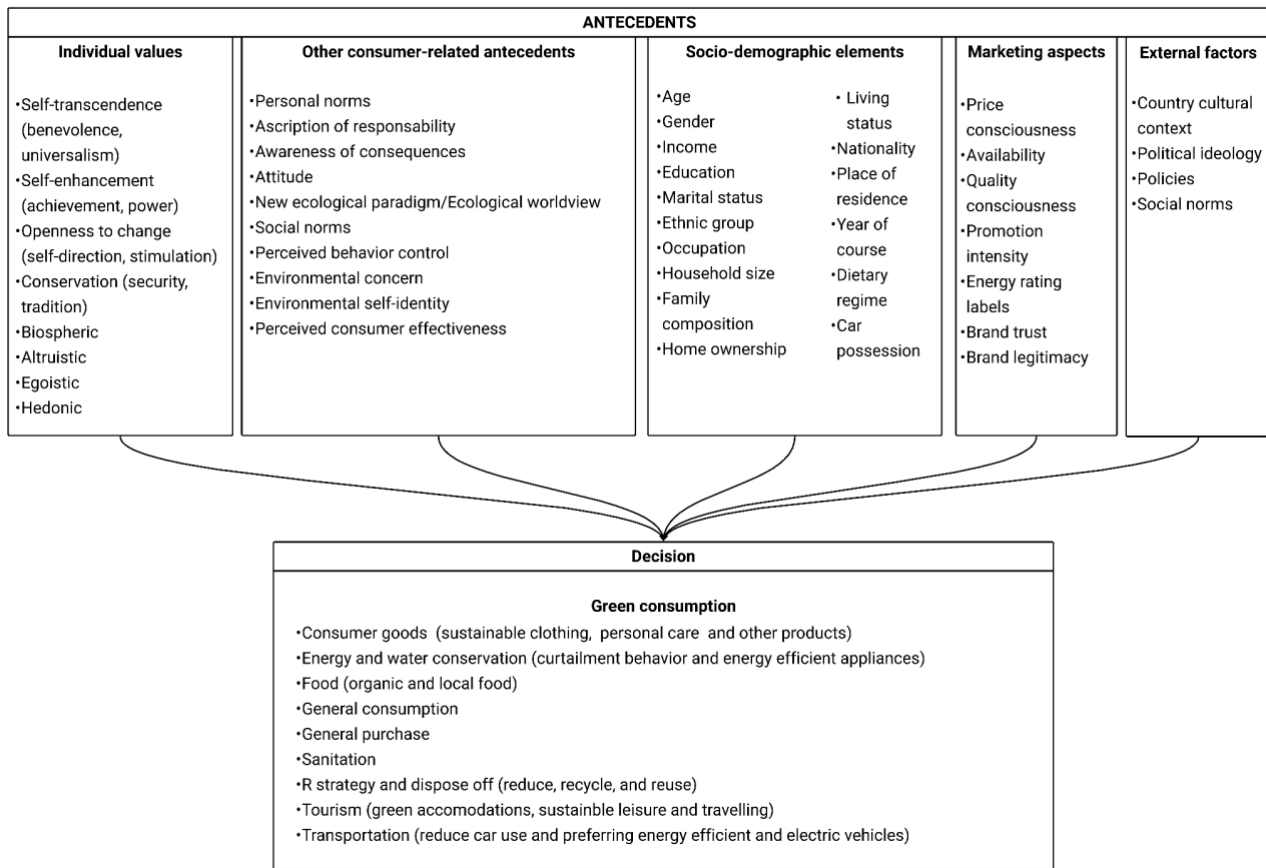 ANTECEDENTS
Individual values
•Self-transcendence
(benevolence,
universalism)
•Self-enhancement
(achievement, power)
•Openness to change
(self-direction, stimulation)
•Conservation (security,
tradition)
•Biospheric
•Altruistic
•Egoistic
•Hedonic
Other consumer-related antecedents
•Personal norms
•Ascription of responsability
•Awareness of consequences
•Attitude
•New ecological paradigm/Ecological worldview
•Social norms
•Perceived behavior control
•Environmental concern
•Environmental self-identity
•Perceived consumer effectiveness
Socio-demographic elements
•Age
•Gender
•Income
•Education
•Marital status
•Ethnic group
•Occupation
•Household size
•Family
composition
•Home ownership
• Living
status
•Nationality
•Place of
residence
•Year of
course
•Dietary
regime
•Car
possession
Marketing aspects
•Price
consciousness
•Availability
•Quality
consciousness
•Promotion
intensity
•Energy rating
labels
•Brand trust
•Brand legitimacy
External factors
•Country cultural
context
•Political ideology
•Policies
•Social norms
Decision
Green consumption
•Consumer goods (sustainable clothing, personal care and other products)
•Energy and water conservation (curtailment behavior and energy efficient appliances)
•Food (organic and local food)
•General consumption
•General purchase
•Sanitation
•R strategy and dispose off (reduce, recycle, and reuse)
•Tourism (green accomodations, sustainble leisure and travelling)
•Transportation (reduce car use and preferring energy efficient and electric vehicles)